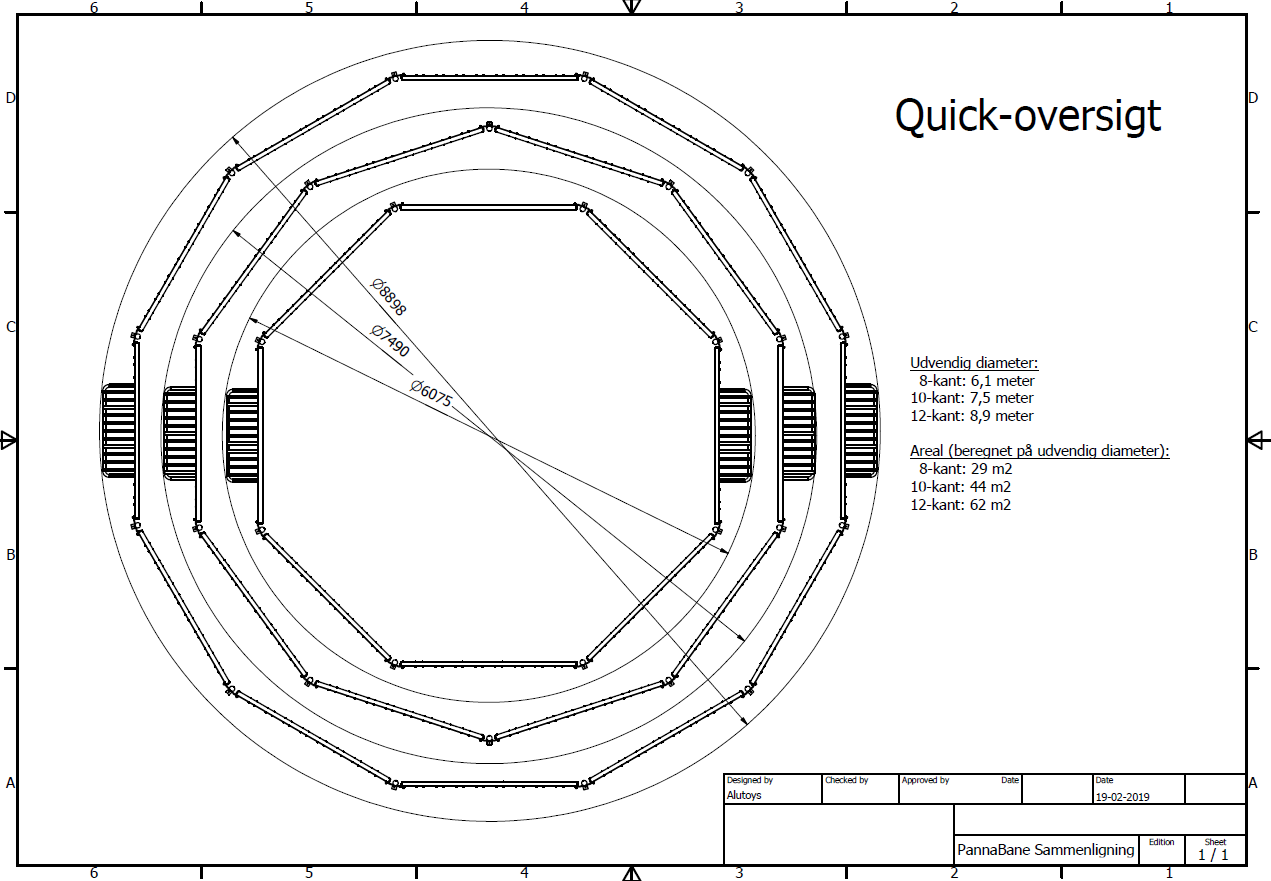 6 5 4 3 2 1
D D
Quick-oversigt
Ø8898
C C
Ø7490
Ø6075
Udvendig diameter:
8-kant: 6,1 meter
10-kant: 7,5 meter
12-kant: 8,9 meter
Areal (beregnet på udvendig diameter):
8-kant: 29 m2
10-kant: 44 m2
12-kant: 62 m2
B B
A A
Designed by Checked by Approved by Date Date
Alutoys 19-02-2019
PannaBane Sammenligning Edition Sheet
1 / 1
6 5 4 3 2 1